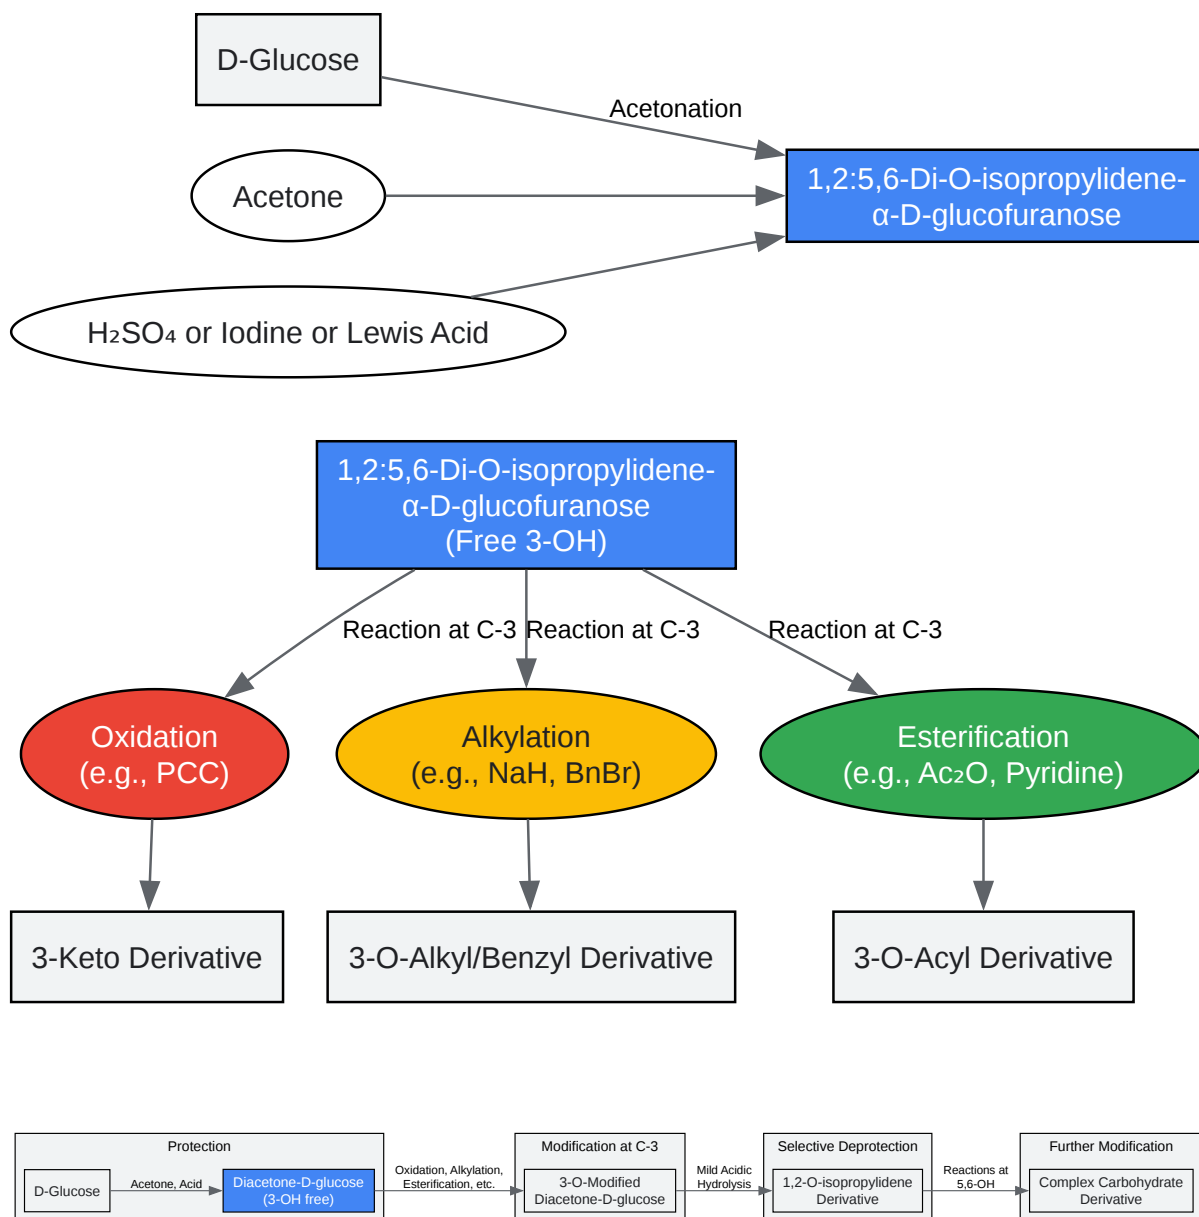 D-Glucose
Acetonation
Acetone
1,2:5,6-Di-O-isopropylidene-
α-D-glucofuranose
H₂SO₄ or Iodine or Lewis Acid
1,2:5,6-Di-O-isopropylidene-
α-D-glucofuranose
(Free 3-OH)
Reaction at C-3
Reaction at C-3
Reaction at C-3
Oxidation
(e.g., PCC)
Alkylation
(e.g., NaH, BnBr)
Esterification
(e.g., Ac₂O, Pyridine)
3-Keto Derivative
3-O-Alkyl/Benzyl Derivative
3-O-Acyl Derivative
Protection
D-Glucose
Acetone, Acid
Diacetone-D-glucose
(3-OH free)
Oxidation, Alkylation,
Esterification, etc.
Modification at C-3
3-O-Modified
Diacetone-D-glucose
Mild Acidic
Hydrolysis
Selective Deprotection
1,2-O-isopropylidene
Derivative
Reactions at
5,6-OH
Further Modification
Complex Carbohydrate
Derivative